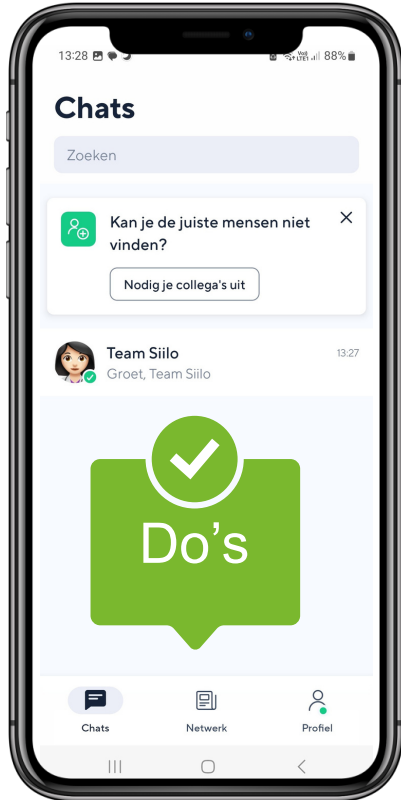 13:28
88%
Chats
Zoeken
Kan je de juiste mensen niet
vinden?
Nodig je collega's uit
Team Siilo
13:27
Groet, Team Siilo
Do's
Chats
Netwerk
Profiel